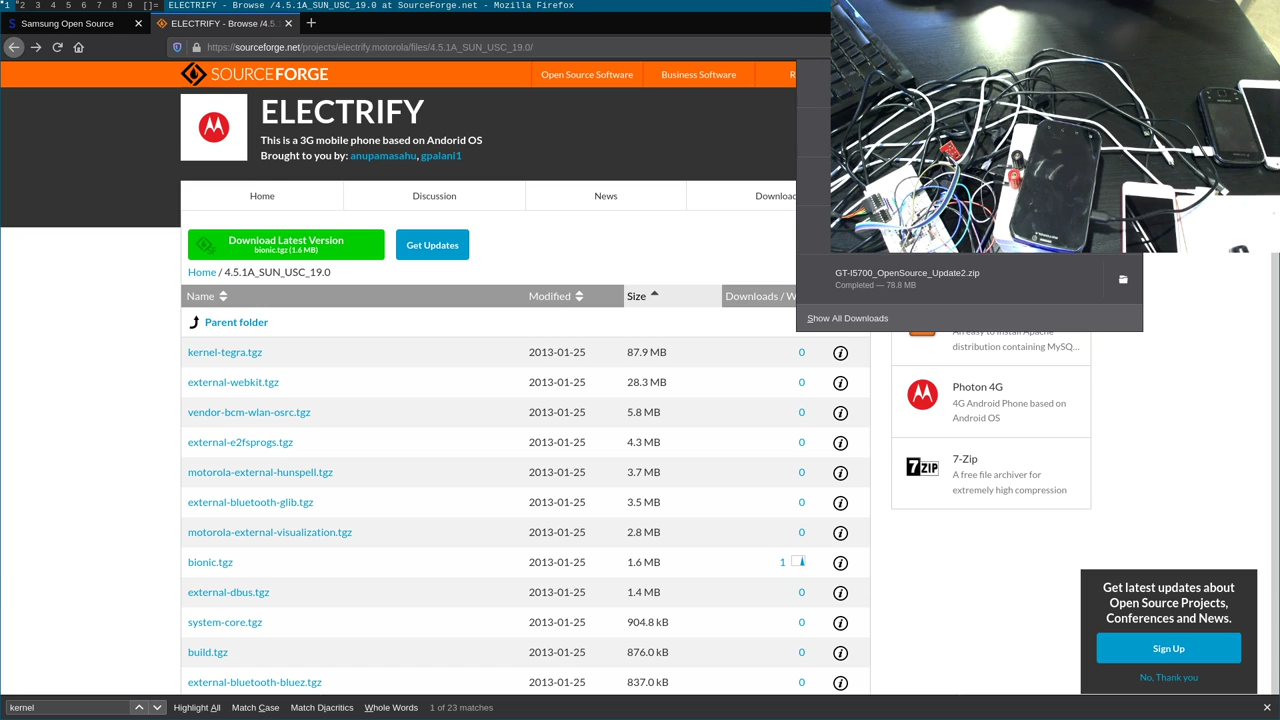 1 2 3 4 5 6 7 8 9 []= ELECTRIFY - Browse /4.5.1A_SUN_USC_19.0 at SourceForge.net - Mozilla Firefox
Samsung Open Source
ELECTRIFY - Browse /4.5.
https://sourceforge.net/projects/electrify.motorola/files/4.5.1A_SUN_USC_19.0/
SOURCEFORGE
Open Source Software
Business Software
R
ELECTRIFY
This is a 3G mobile phone based on Andorid OS
Brought to you by: anupamasahu, gpalani1
Home
Discussion
News
Download Latest Version
bionic.tgz (1.6 MB)
Get Updates
Home / 4.5.1A_SUN_USC_19.0
Name Modified Size Downloads / W
Parent folder
kernel-tegra.tgz 2013-01-25 87.9 MB 0
external-webkit.tgz 2013-01-25 28.3 MB 0
vendor-bcm-wlan-osrc.tgz 2013-01-25 5.8 MB 0
external-e2fsprogs.tgz 2013-01-25 4.3 MB 0
motorola-external-hunspell.tgz 2013-01-25 3.7 MB 0
external-bluetooth-glib.tgz 2013-01-25 3.5 MB 0
motorola-external-visualization.tgz 2013-01-25 2.8 MB 0
bionic.tgz 2013-01-25 1.6 MB 1
external-dbus.tgz 2013-01-25 1.4 MB 0
system-core.tgz 2013-01-25 904.8 kB 0
build.tgz 2013-01-25 876.0 kB 0
external-bluetooth-bluez.tgz 2013-01-25 837.0 kB 0
GT-I5700_OpenSource_Update2.zip
Completed — 78.8 MB
Show All Downloads
An easy to install Apache
distribution containing MySQ...
Photon 4G
4G Android Phone based on
Android OS
7ZIP
7-Zip
A free file archiver for
extremely high compression
Get latest updates about
Open Source Projects,
Conferences and News.
Sign Up
No, Thank you
kernel
Highlight All
Match Case
Match Diacritics
Whole Words
1 of 23 matches